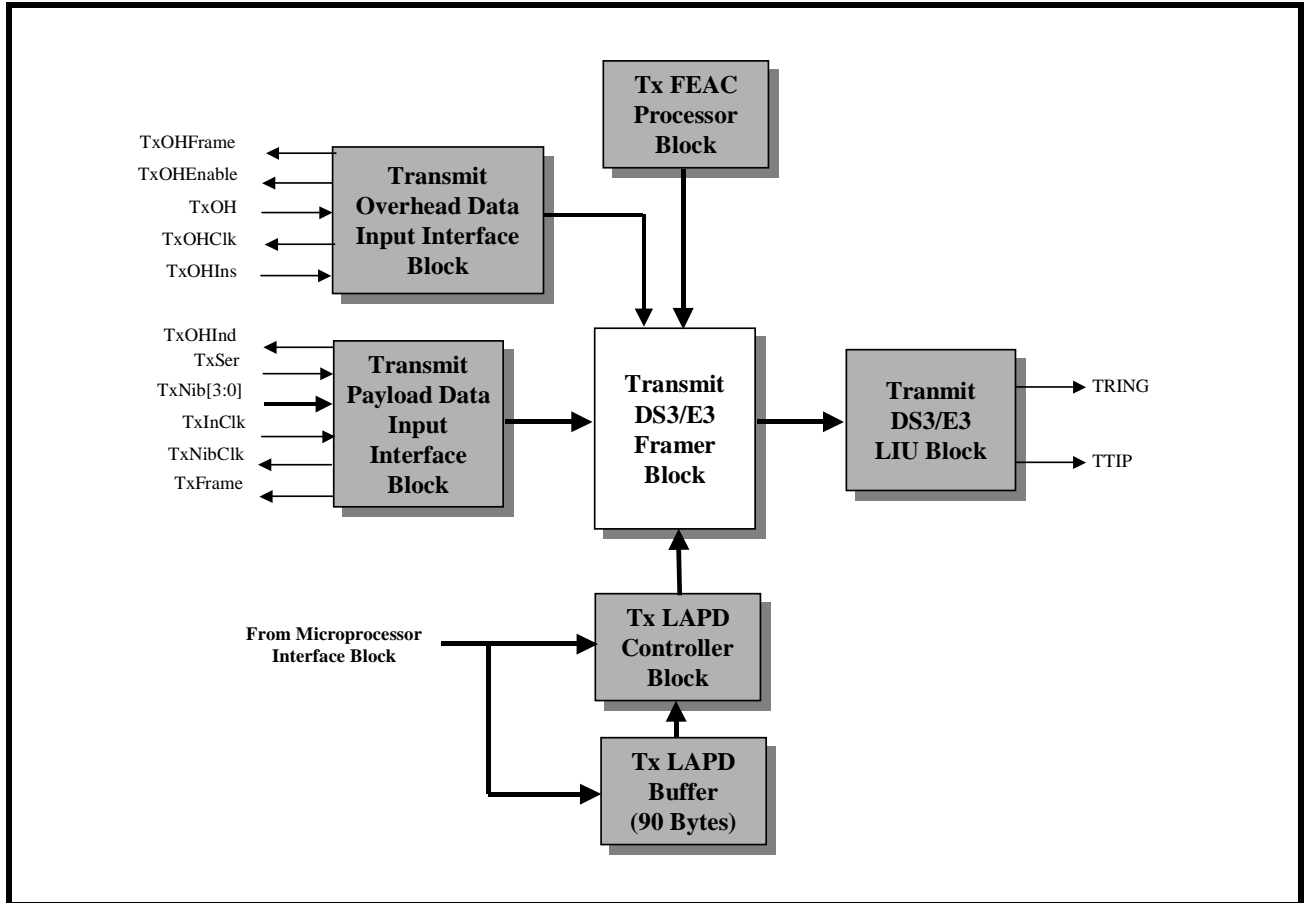 Tx FEAC
Processor
Block
TxOHFrame
TxOHEnable
TxOH
TxOHClk
TxOHIns
Transmit
Overhead Data
Input Interface
Block
TxOHInd
TxSer
TxNib[3:0]
TxInClk
TxNibClk
TxFrame
Transmit
Payload Data
Input
Interface
Block
Transmit
DS3/E3
Framer
Block
Tranmit
DS3/E3
LIU Block
TRING
TTIP
From Microprocessor
Interface Block
Tx LAPD
Controller
Block
Tx LAPD
Buffer
(90 Bytes)